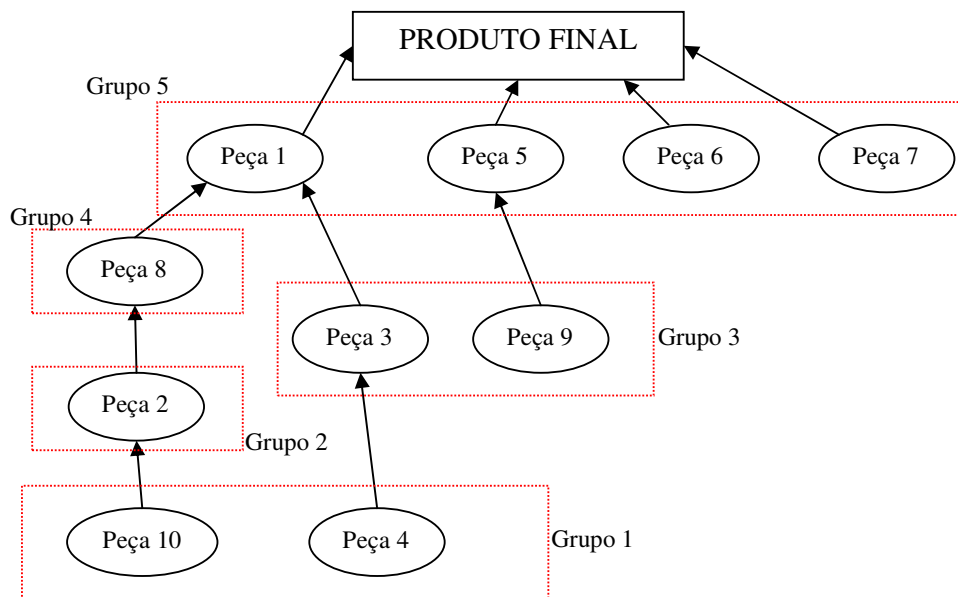 PRODUTO FINAL
Grupo 5
Peça 1
Peça 5
Peça 6
Peça 7
Grupo 4
Peça 8
Peça 3
Peça 9
Grupo 3
Peça 2
Grupo 2
Peça 10
Peça 4
Grupo 1